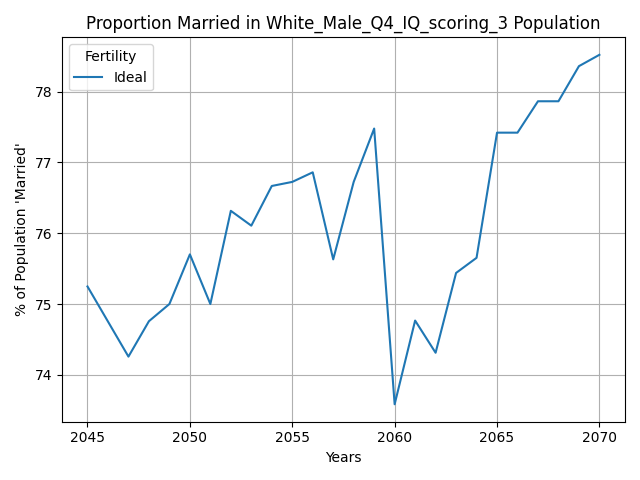 Proportion Married in White_Male_Q4_IQ_scoring_3 Population
Fertility
Ideal
% of Population 'Married'
78
77
76
75
74
2045 2050 2055 2060 2065 2070
Years